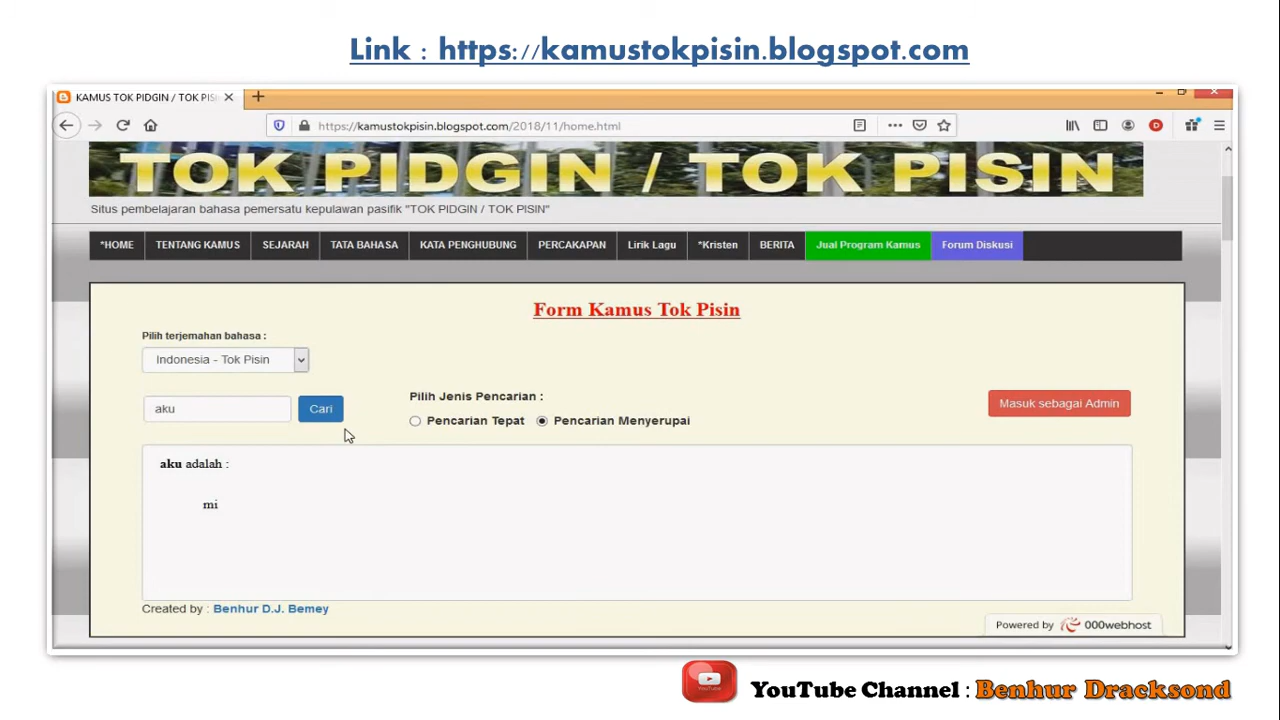 Link : https://kamustokpisin.blogspot.com
KAMUS TOK PIDGIN / TOK PIS
https://kamustokpisin.blogspot.com/2018/11/home.html
TOK PIDGIN / TOK PISIN
Situs pembelajaran bahasa pemersatu kepulawan pasifik "TOK PIDGIN / TOK PISIN"
*HOME TENTANG KAMUS SEJARAH TATA BAHASA KATA PENGHUBUNG PERCAKAPAN Lirik Lagu *Kristen BERITA Jual Program Kamus Forum Diskusi
Form Kamus Tok Pisin
Pilih terjemahan bahasa :
Indonesia - Tok Pisin
Pilih Jenis Pencarian :
aku Cari Pencarian Tepat Pencarian Menyerupai Masuk sebagai Admin
aku adalah :
mi
Created by : Benhur D.J. Bemey
Powered by 000webhost
YouTube
YouTube Channel : Benhur Dracksond